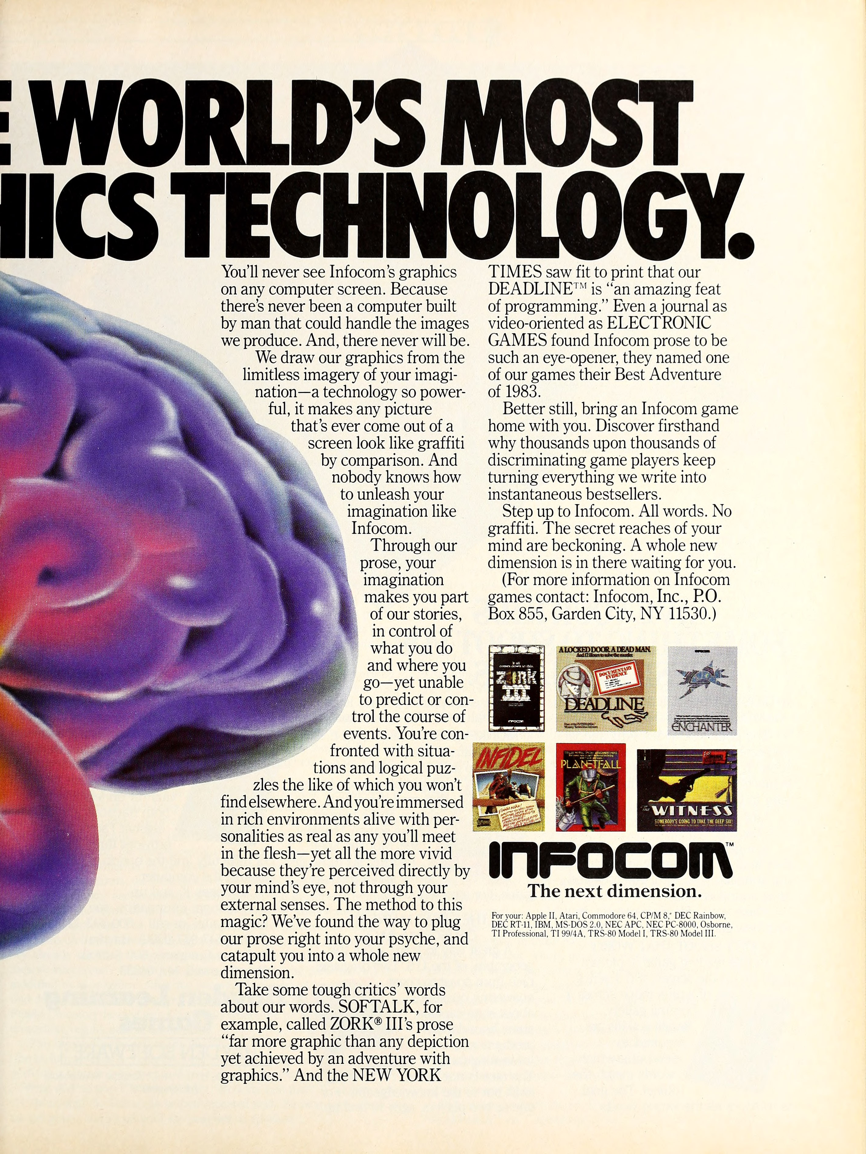 E WORLD'S MOST
HICS TECHNOLOGY.
You'll never see Infocom's graphics
on any computer screen. Because
there's never been a computer built
by man that could handle the images
we produce. And, there never will be.
We draw our graphics from the
limitless imagery of your imagi-
nation—a technology so power-
ful, it makes any picture
that's ever come out of a
screen look like graffiti
by comparison. And
nobody knows how
to unleash your
imagination like
Infocom.
Through our
prose, your
imagination
makes you part
of our stories,
in control of
what you do
and where you
go—yet unable
to predict or con-
trol the course of
events. You're con-
fronted with situa-
tions and logical puz-
zles the like of which you won't
find elsewhere. And you're immersed
in rich environments alive with per-
sonalities as real as any you'll meet
in the flesh—yet all the more vivid
because they're perceived directly by
your mind's eye, not through your
external senses. The method to this
magic? We've found the way to plug
our prose right into your psyche, and
catapult you into a whole new
dimension.
Take some tough critics' words
about our words. SOFTALK, for
example, called ZORK® III's prose
"far more graphic than any depiction
yet achieved by an adventure with
graphics." And the NEW YORK
TIMES saw fit to print that our
DEADLINE™ is "an amazing feat
of programming." Even a journal as
video-oriented as ELECTRONIC
GAMES found Infocom prose to be
such an eye-opener, they named one
of our games their Best Adventure
of 1983.
Better still, bring an Infocom game
home with you. Discover firsthand
why thousands upon thousands of
discriminating game players keep
turning everything we write into
instantaneous bestsellers.
Step up to Infocom. All words. No
graffiti. The secret reaches of your
mind are beckoning. A whole new
dimension is in there waiting for you.
(For more information on Infocom
games contact: Infocom, Inc., P.O.
Box 855, Garden City, NY 11530.)
ZORK
III
INFOCOM
A LOCKED DOOR. A DEAD MAN.
And 12 Hours to solve the murder.
DOCUMENTARY
EVIDENCE
DEADLINE
INFOCOM
ENCHANTER
INFIDEL
PLANETFALL
THE
WITNESS
SOMEBODY'S GOING TO TAKE THE DEEP SIX!
INFOCOM™
The next dimension.
For your: Apple II, Atari, Commodore 64, CP/M 8," DEC Rainbow,
DEC RT-11, IBM, MS-DOS 2.0, NEC APC, NEC PC-8000, Osborne,
TI Professional, TI 99/4A, TRS-80 Model I, TRS-80 Model III.